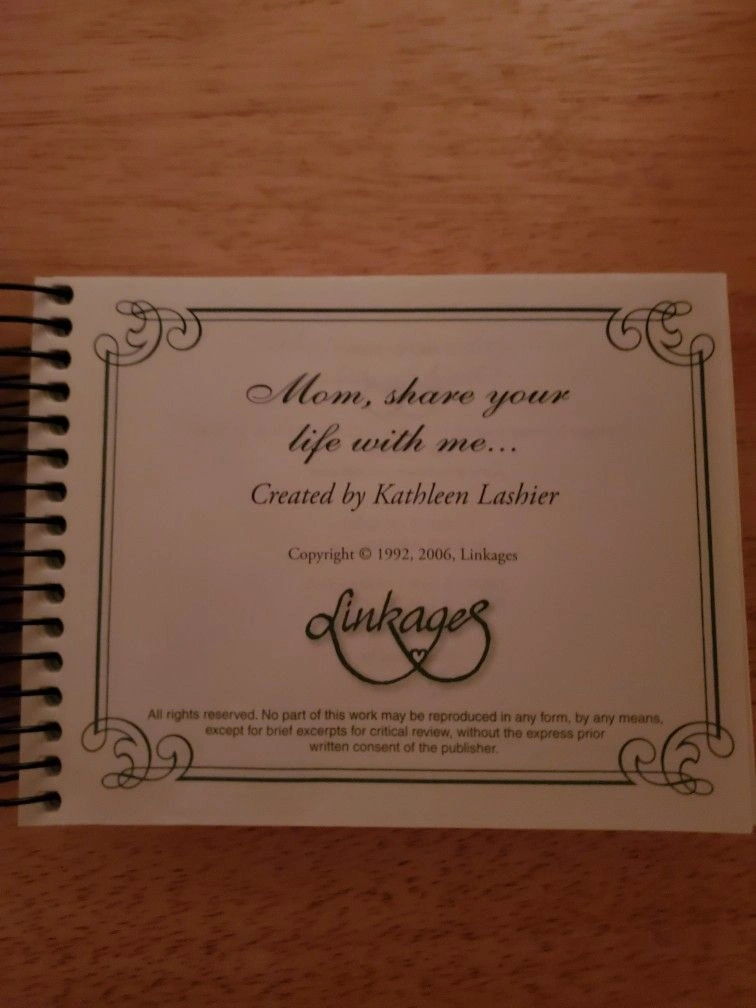 Mom, share your
life with me...
Created by Kathleen Lashier
Copyright © 1992, 2006, Linkages
Linkages
All rights reserved. No part of this work may be reproduced in any form, by any means,
except for brief excerpts for critical review, without the express prior
written consent of the publisher.